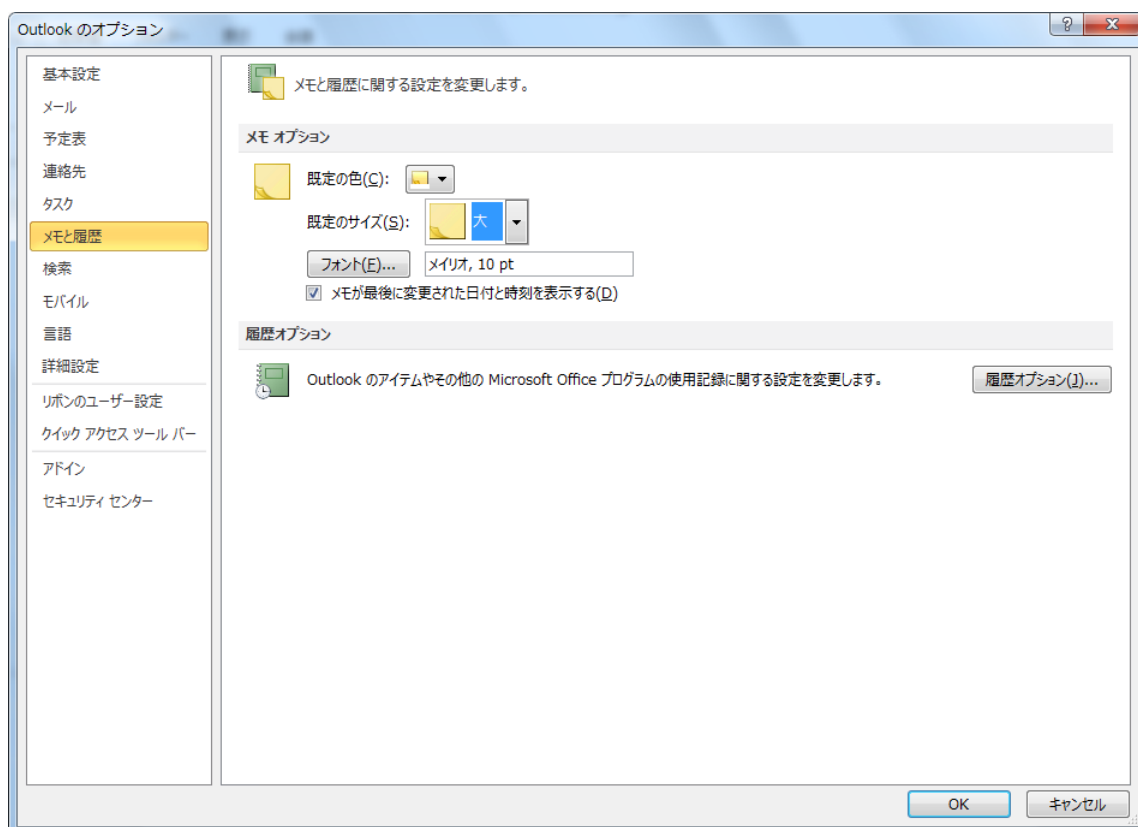 Outlook のオプション
基本設定
メール
予定表
連絡先
タスク
メモと履歴
検索
モバイル
言語
詳細設定
リボンのユーザー設定
クイック アクセス ツール バー
アドイン
セキュリティ センター
メモと履歴に関する設定を変更します。
メモ オプション
既定の色(C):
既定のサイズ(S): 大
フォント(F)... メイリオ, 10 pt
メモが最後に変更された日付と時刻を表示する(D)
履歴オプション
Outlook のアイテムやその他の Microsoft Office プログラムの使用記録に関する設定を変更します。 履歴オプション(J)...
OK キャンセル